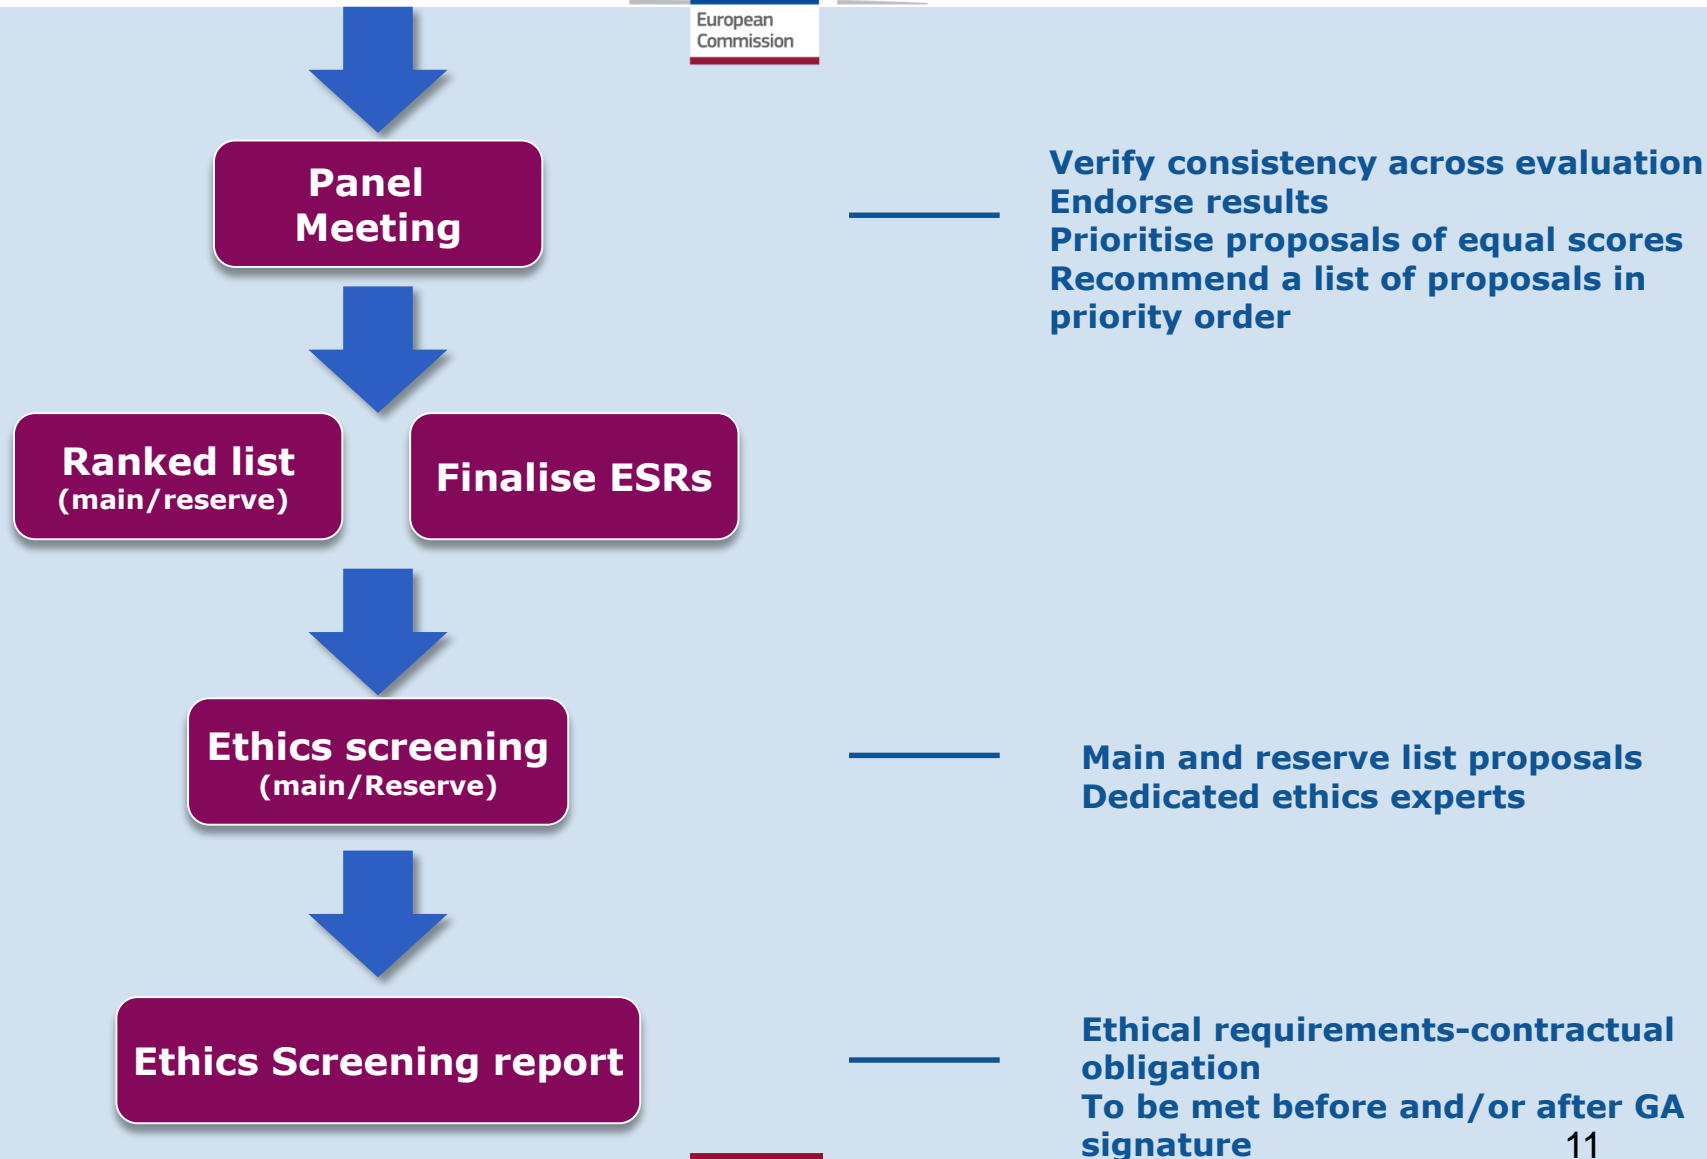 European
Commission
Panel
Meeting
Verify consistency across evaluation
Endorse results
Prioritise proposals of equal scores
Recommend a list of proposals in
priority order
Ranked list
(main/reserve)
Finalise ESRs
Ethics screening
(main/Reserve)
Main and reserve list proposals
Dedicated ethics experts
Ethics Screening report
Ethical requirements-contractual
obligation
To be met before and/or after GA
signature
11